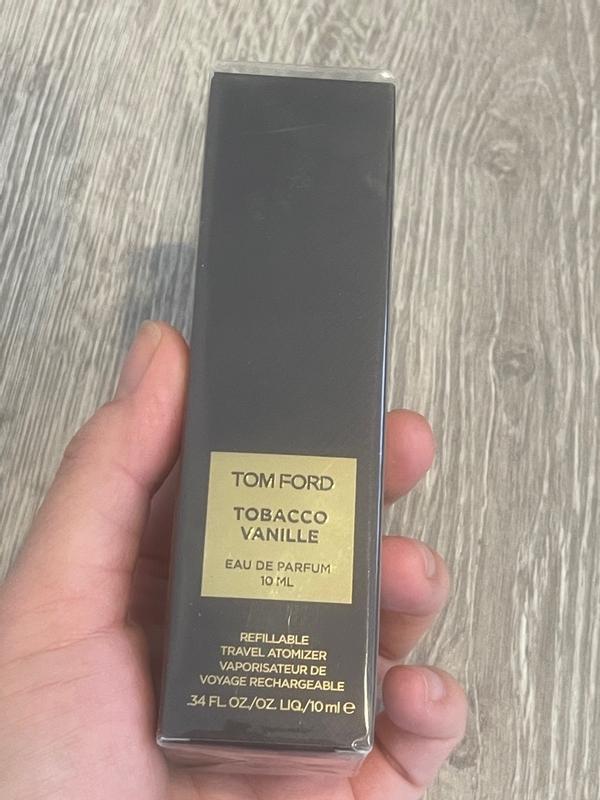 TOM FORD
TOBACCO
VANILLE
EAU DE PARFUM
10 ML
REFILLABLE
TRAVEL ATOMIZER
VAPORISATEUR DE
VOYAGE RECHARGEABLE
.34 FL. OZ./OZ. LIQ./10 ml ℮